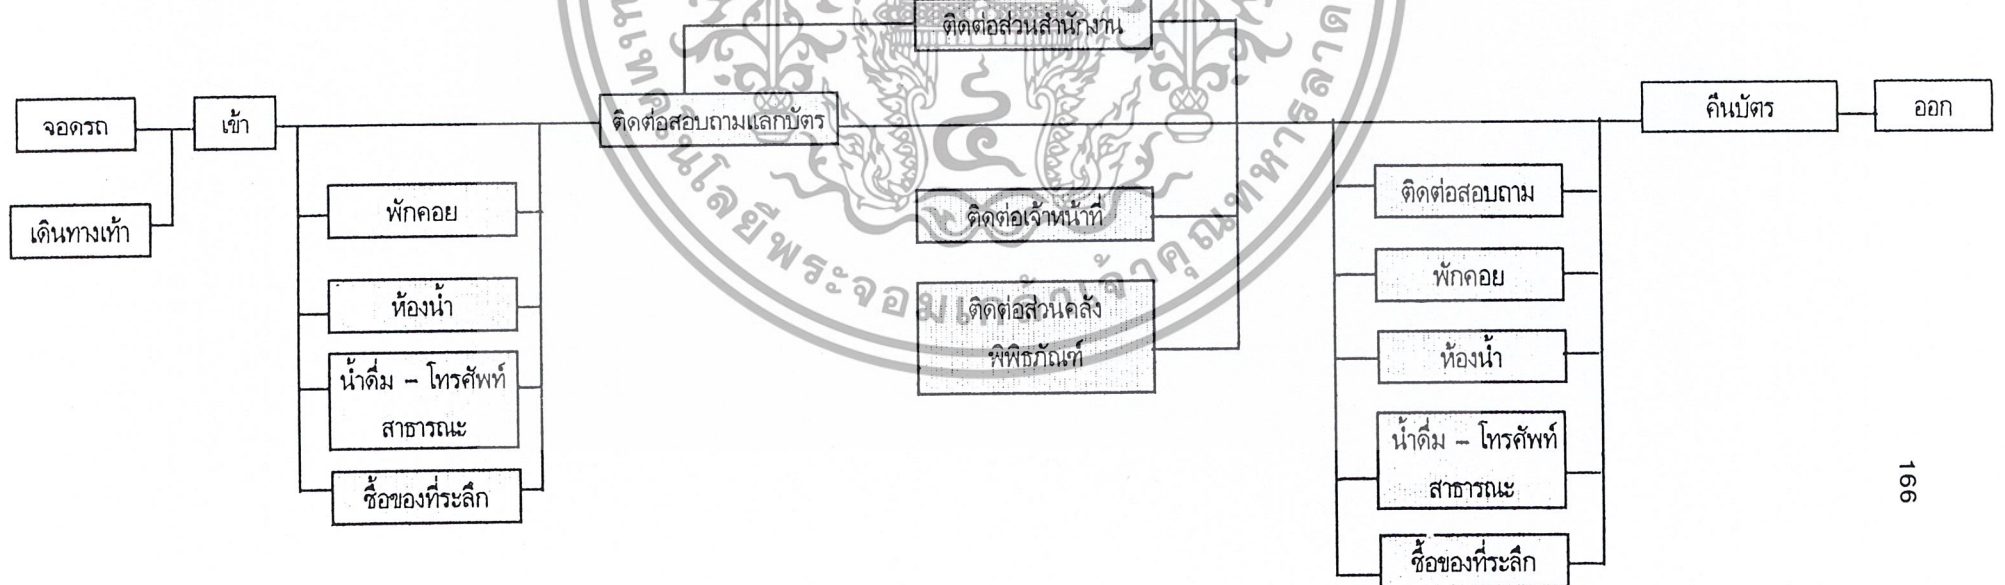 ติดต่อส่วนสำนักงาน
จอดรถ
เข้า
ติดต่อสอบถามแลกบัตร
คืนบัตร
ออก
เดินทางเท้า
พักคอย
ห้องน้ำ
น้ำดื่ม – โทรศัพท์
สาธารณะ
ซื้อของที่ระลึก
ติดต่อเจ้าหน้าที่
ติดต่อส่วนคลัง
พิพิธภัณฑ์
ติดต่อสอบถาม
พักคอย
ห้องน้ำ
น้ำดื่ม – โทรศัพท์
สาธารณะ
ซื้อของที่ระลึก
166